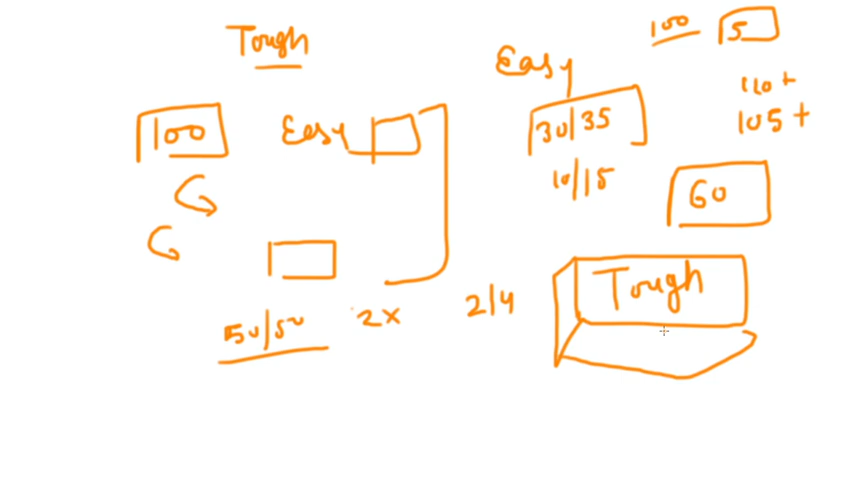 Tough
100 Easy
50/50 2x 2/4
Easy
30/35
10/15
100 5
110+
105+
60
Tough